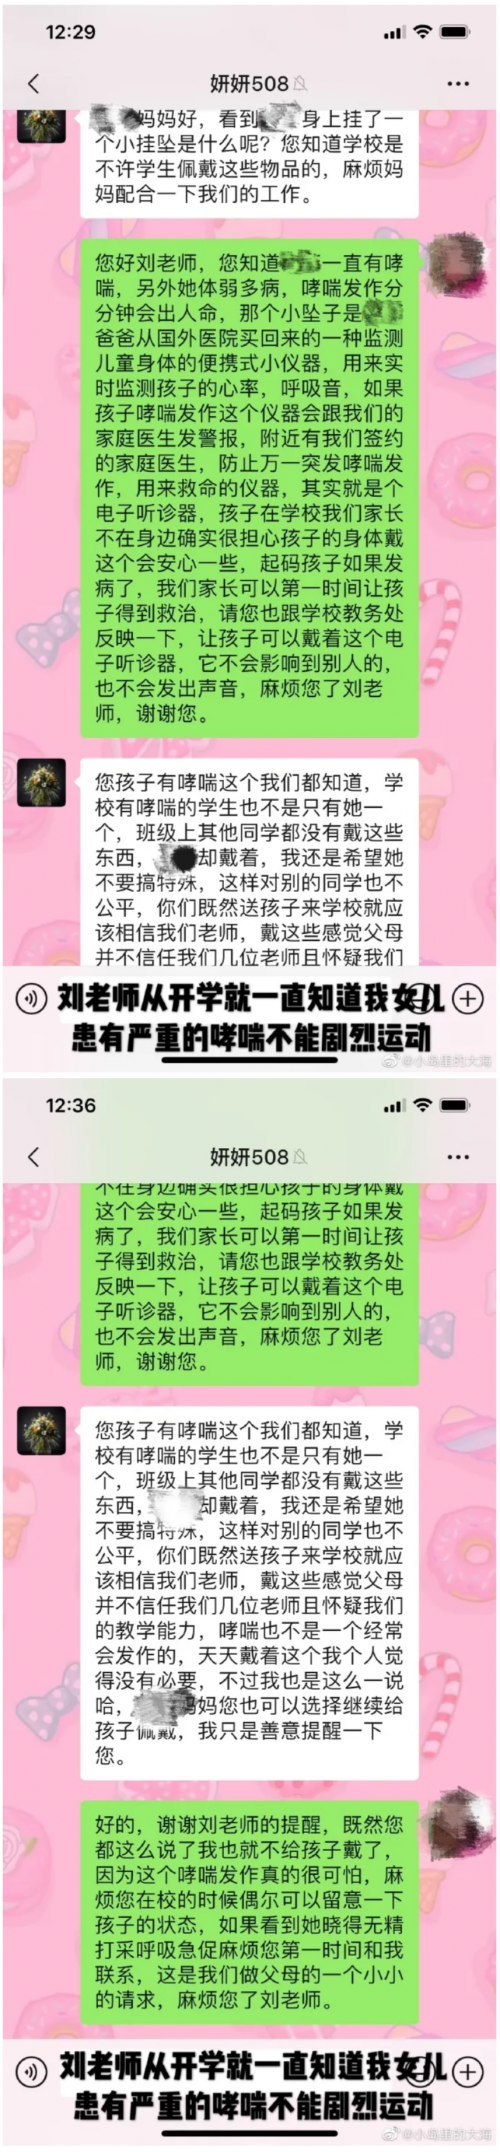 12:29
妍妍508
妈妈好，看到 身上挂了一
个小挂坠是什么呢？您知道学校是
不许学生佩戴这些物品的，麻烦妈
妈配合一下我们的工作。
您好刘老师，您知道 一直有哮
喘，另外她体弱多病，哮喘发作分
分钟会出人命，那个小坠子是
爸爸从国外医院买回来的一种监测
儿童身体的便携式小仪器，用来实
时监测孩子的心率，呼吸音，如果
孩子哮喘发作这个仪器会跟我们的
家庭医生发警报，附近有我们签约
的家庭医生，防止万一突发哮喘发
作，用来救命的仪器，其实就是个
电子听诊器，孩子在学校我们家长
不在身边确实很担心孩子的身体戴
这个会安心一些，起码孩子如果发
病了，我们家长可以第一时间让孩
子得到救治，请您也跟学校教务处
反映一下，让孩子可以戴着这个电
子听诊器，它不会影响到别人的，
也不会发出声音，麻烦您了刘老
师，谢谢您。
您孩子有哮喘这个我们都知道，学
校有哮喘的学生也不是只有她一
个，班级上其他同学都没有戴这些
东西， 却戴着，我还是希望她
不要搞特殊，这样对别的同学也不
公平，你们既然送孩子来学校就应
该相信我们老师，戴这些感觉父母
并不信任我们几位老师且怀疑我们
刘老师从开学就一直知道我女儿
患有严重的哮喘不能剧烈运动
@小岛里的大海
12:36
妍妍508
不在身边确实很担心孩子的身体戴
这个会安心一些，起码孩子如果发
病了，我们家长可以第一时间让孩
子得到救治，请您也跟学校教务处
反映一下，让孩子可以戴着这个电
子听诊器，它不会影响到别人的，
也不会发出声音，麻烦您了刘老
师，谢谢您。
您孩子有哮喘这个我们都知道，学
校有哮喘的学生也不是只有她一
个，班级上其他同学都没有戴这些
东西， 却戴着，我还是希望她
不要搞特殊，这样对别的同学也不
公平，你们既然送孩子来学校就应
该相信我们老师，戴这些感觉父母
并不信任我们几位老师且怀疑我们
的教学能力，哮喘也不是一个经常
会发作的，天天戴着这个我个人觉
得没有必要，不过我也是这么一说
哈， 妈妈您也可以选择继续给
孩子佩戴，我只是善意提醒一下
您。
好的，谢谢刘老师的提醒，既然您
都这么说了我也就不给孩子戴了，
因为这个哮喘发作真的很可怕，麻
烦您在校的时候偶尔可以留意一下
孩子的状态，如果看到她晓得无精
打采呼吸急促麻烦您第一时间和我
联系，这是我们做父母的一个小小
的请求，麻烦您了刘老师。
刘老师从开学就一直知道我女儿
患有严重的哮喘不能剧烈运动
@小岛里的大海